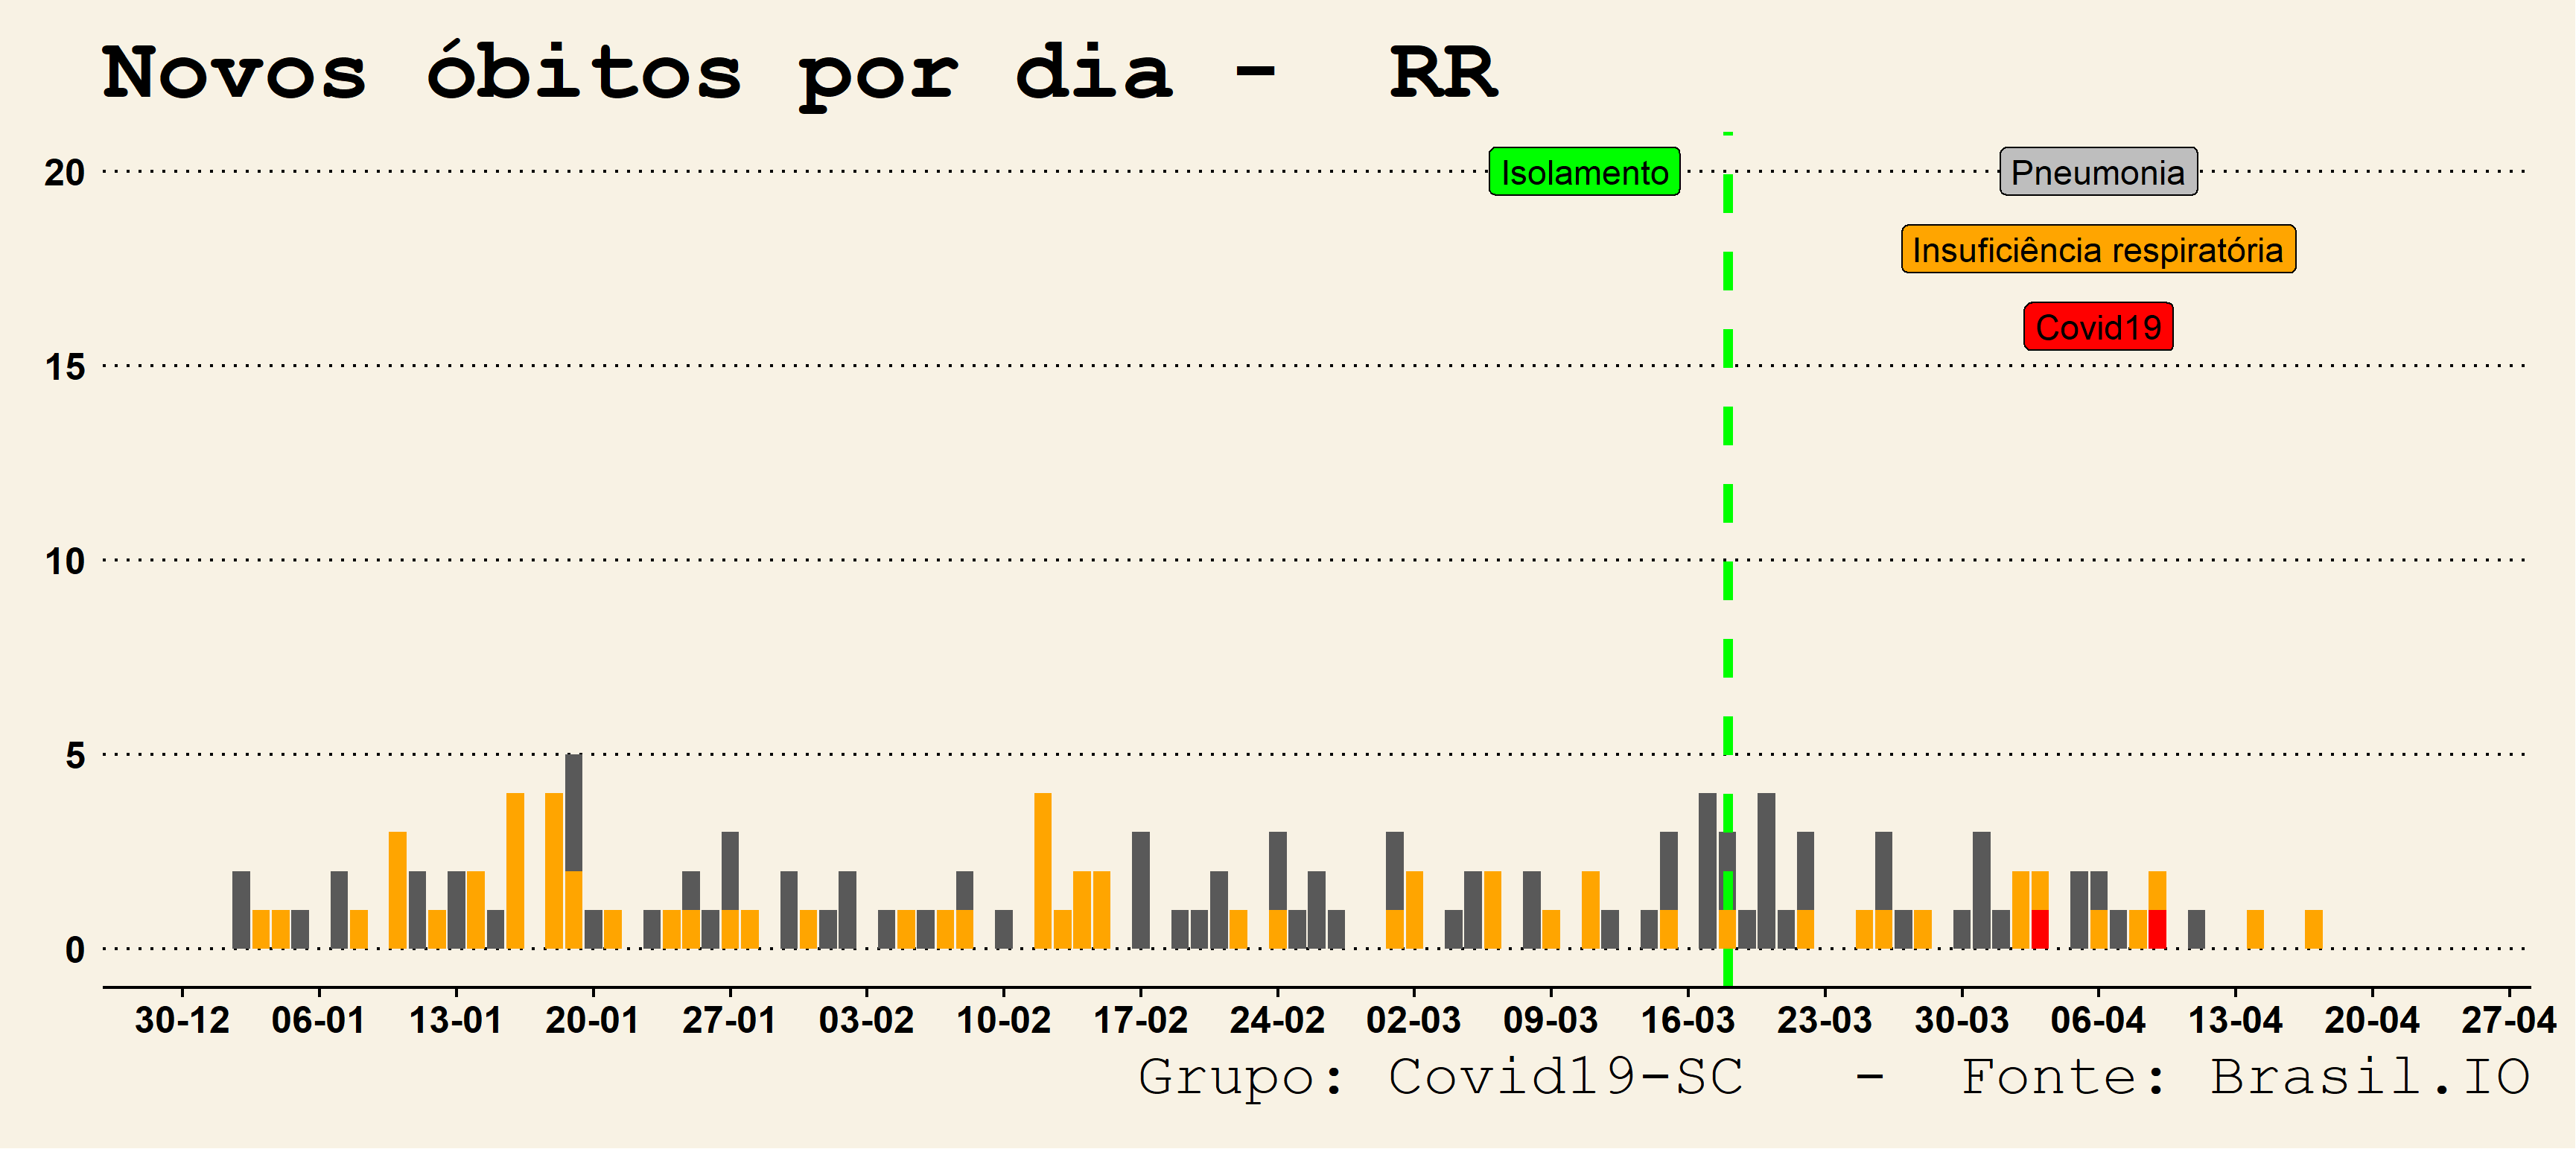 Novos óbitos por dia - RR
20
Isolamento
Pneumonia
Insuficiência respiratória
Covid19
15
10
5
0
30-12 06-01 13-01 20-01 27-01 03-02 10-02 17-02 24-02 02-03 09-03 16-03 23-03 30-03 06-04 13-04 20-04 27-04
Grupo: Covid19-SC - Fonte: Brasil.IO